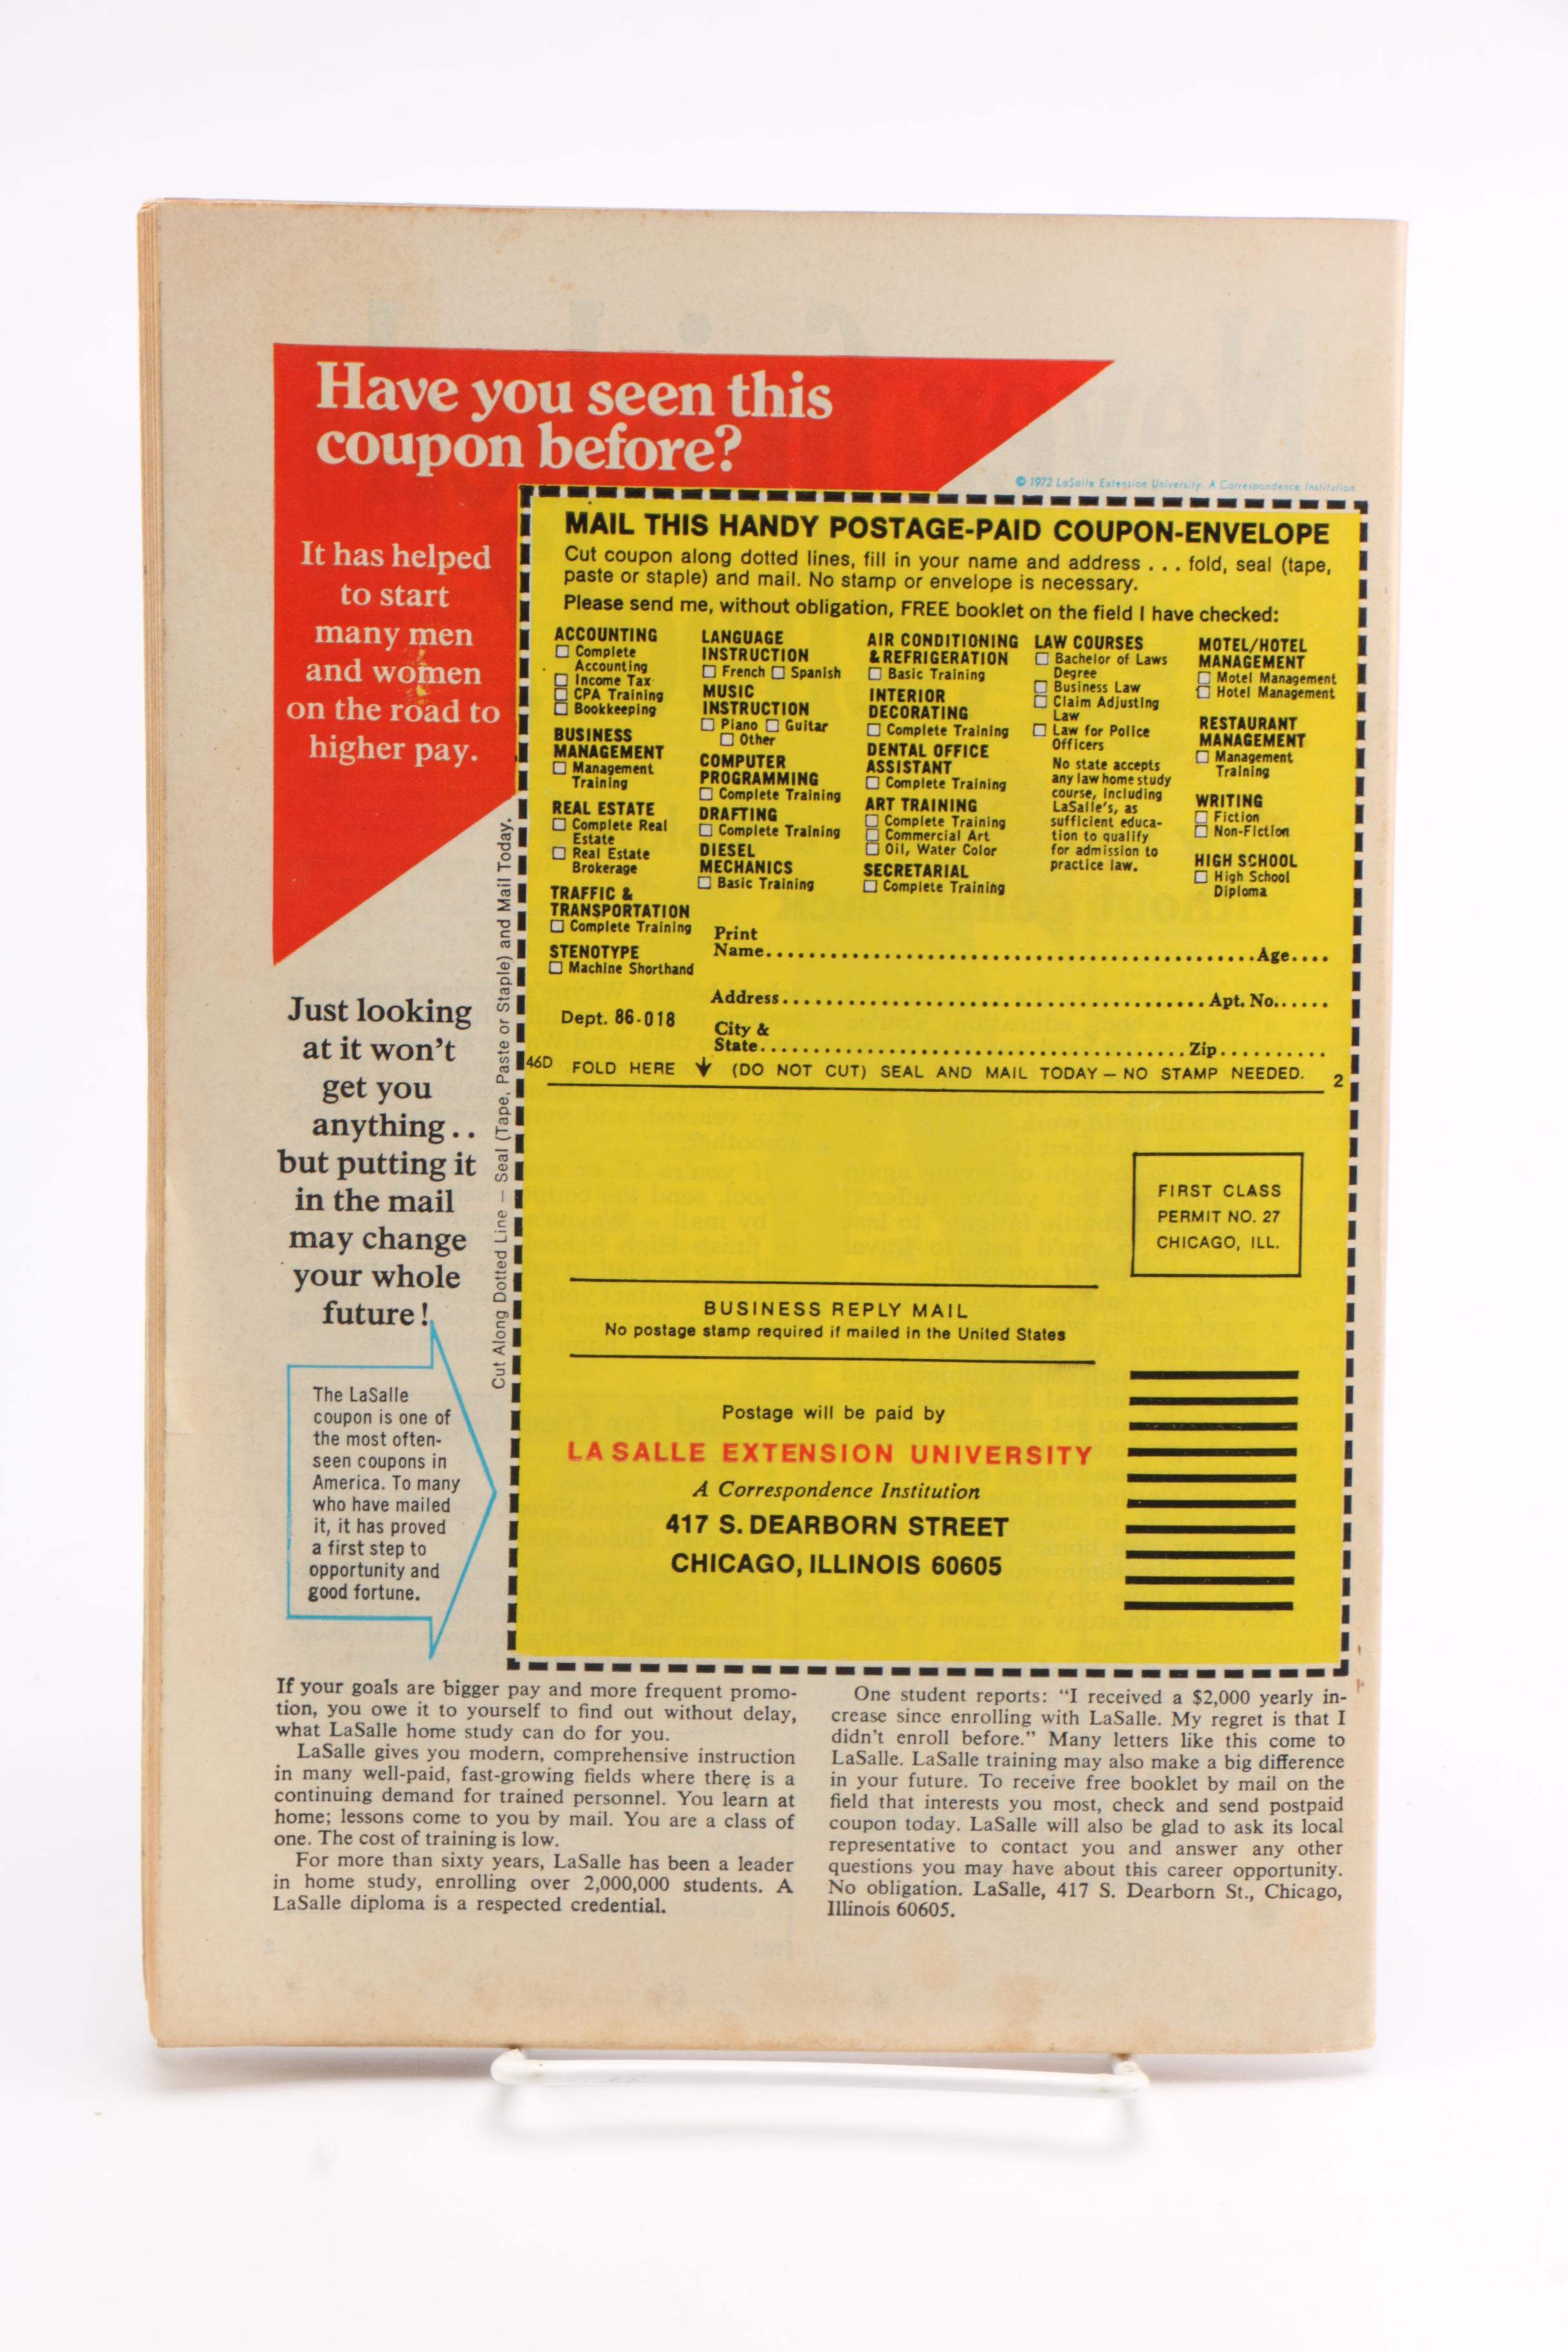 Have you seen this
coupon before?
It has helped
to start
many men
and women
on the road to
higher pay.
© 1972 LaSalle Extension University. A Correspondence Institution
MAIL THIS HANDY POSTAGE-PAID COUPON-ENVELOPE
Cut coupon along dotted lines, fill in your name and address . . . fold, seal (tape,
paste or staple) and mail. No stamp or envelope is necessary.
Please send me, without obligation, FREE booklet on the field I have checked:
ACCOUNTING
☐ Complete
Accounting
☐ Income Tax
☐ CPA Training
☐ Bookkeeping
BUSINESS
MANAGEMENT
☐ Management
Training
REAL ESTATE
☐ Complete Real
Estate
☐ Real Estate
Brokerage
TRAFFIC &
TRANSPORTATION
☐ Complete Training
STENOTYPE
☐ Machine Shorthand
LANGUAGE
INSTRUCTION
☐ French ☐ Spanish
MUSIC
INSTRUCTION
☐ Piano ☐ Guitar
☐ Other
COMPUTER
PROGRAMMING
☐ Complete Training
DRAFTING
☐ Complete Training
DIESEL
MECHANICS
☐ Basic Training
AIR CONDITIONING
& REFRIGERATION
☐ Basic Training
INTERIOR
DECORATING
☐ Complete Training
DENTAL OFFICE
ASSISTANT
☐ Complete Training
ART TRAINING
☐ Complete Training
☐ Commercial Art
☐ Oil, Water Color
SECRETARIAL
☐ Complete Training
LAW COURSES
☐ Bachelor of Laws
Degree
☐ Business Law
☐ Claim Adjusting
Law
☐ Law for Police
Officers
No state accepts
any law home study
course, including
LaSalle's, as
sufficient educa-
tion to qualify
for admission to
practice law.
MOTEL/HOTEL
MANAGEMENT
☐ Motel Management
☐ Hotel Management
RESTAURANT
MANAGEMENT
☐ Management
Training
WRITING
☐ Fiction
☐ Non-Fiction
HIGH SCHOOL
☐ High School
Diploma
Print
Name.....Age....
Address.....Apt. No......
Dept. 86-018
City &
State.....Zip..........
46D FOLD HERE ↓ (DO NOT CUT) SEAL AND MAIL TODAY — NO STAMP NEEDED. 2
Cut Along Dotted Line — Seal (Tape, Paste or Staple) and Mail Today.
Just looking
at it won't
get you
anything . .
but putting it
in the mail
may change
your whole
future!
The LaSalle
coupon is one of
the most often-
seen coupons in
America. To many
who have mailed
it, it has proved
a first step to
opportunity and
good fortune.
FIRST CLASS
PERMIT NO. 27
CHICAGO, ILL.
BUSINESS REPLY MAIL
No postage stamp required if mailed in the United States
Postage will be paid by
LA SALLE EXTENSION UNIVERSITY
A Correspondence Institution
417 S. DEARBORN STREET
CHICAGO, ILLINOIS 60605
If your goals are bigger pay and more frequent promo-
tion, you owe it to yourself to find out without delay,
what LaSalle home study can do for you.
LaSalle gives you modern, comprehensive instruction
in many well-paid, fast-growing fields where there is a
continuing demand for trained personnel. You learn at
home; lessons come to you by mail. You are a class of
one. The cost of training is low.
For more than sixty years, LaSalle has been a leader
in home study, enrolling over 2,000,000 students. A
LaSalle diploma is a respected credential.
One student reports: "I received a $2,000 yearly in-
crease since enrolling with LaSalle. My regret is that I
didn't enroll before." Many letters like this come to
LaSalle. LaSalle training may also make a big difference
in your future. To receive free booklet by mail on the
field that interests you most, check and send postpaid
coupon today. LaSalle will also be glad to ask its local
representative to contact you and answer any other
questions you may have about this career opportunity.
No obligation. LaSalle, 417 S. Dearborn St., Chicago,
Illinois 60605.